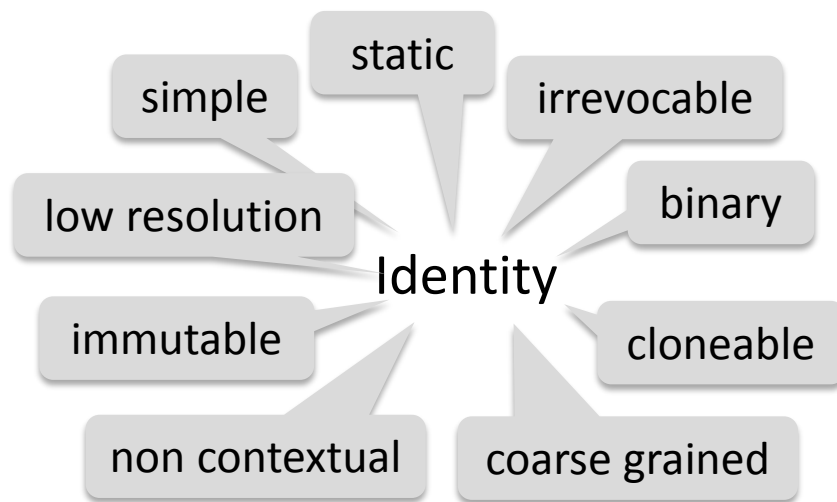 static
simple
irrevocable
low resolution
binary
Identity
immutable
cloneable
non contextual
coarse grained